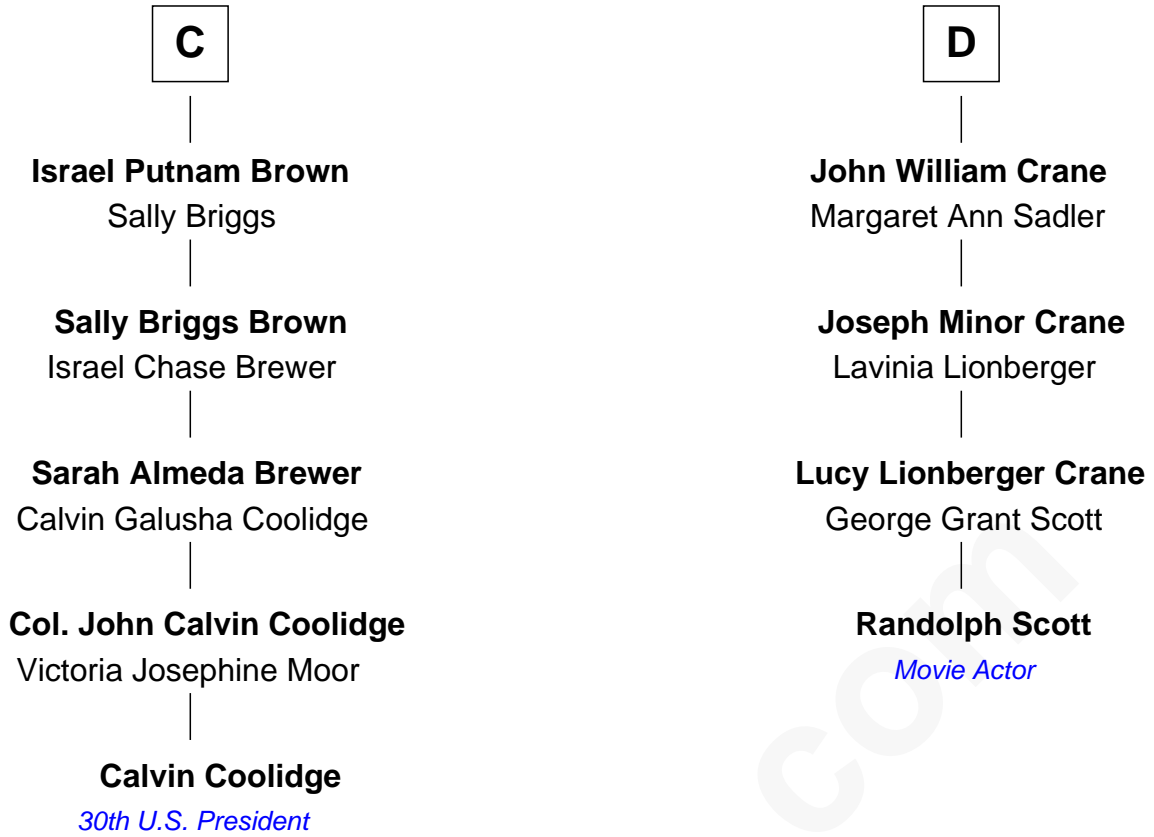 C
Israel Putnam Brown
Sally Briggs
Sally Briggs Brown
Israel Chase Brewer
Sarah Almeda Brewer
Calvin Galusha Coolidge
Col. John Calvin Coolidge
Victoria Josephine Moor
Calvin Coolidge
30th U.S. President
D
John William Crane
Margaret Ann Sadler
Joseph Minor Crane
Lavinia Lionberger
Lucy Lionberger Crane
George Grant Scott
Randolph Scott
Movie Actor
com